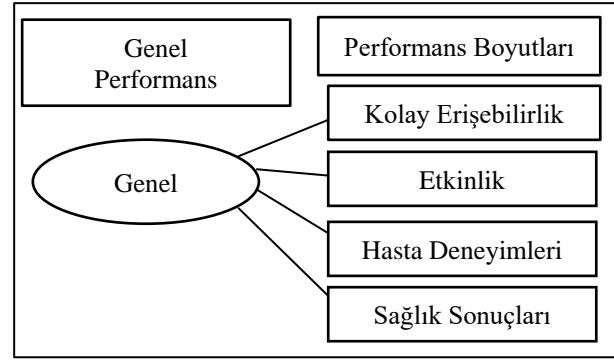 Genel
Performans
Performans Boyutları
Kolay Erişebilirlik
Genel
Etkinlik
Hasta Deneyimleri
Sağlık Sonuçları